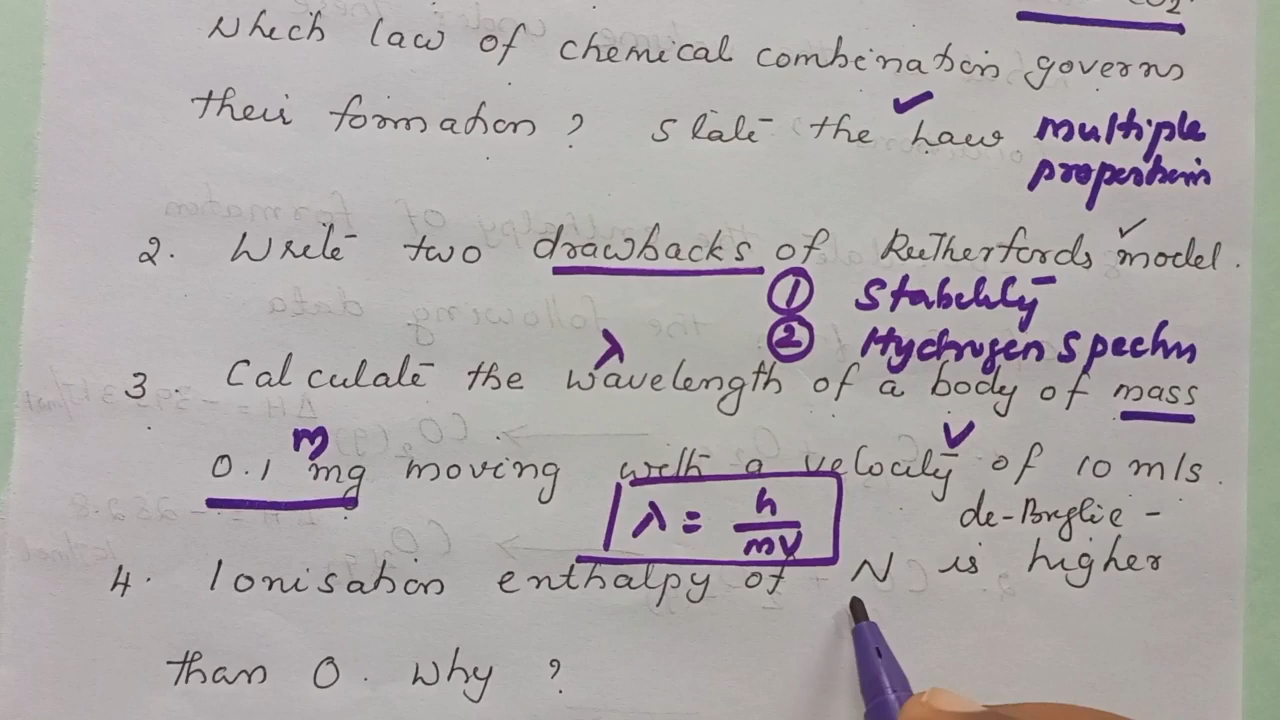 CO2
Which law of chemical combination governs
their formation ? State the Law. multiple
proportion
2. Write two drawbacks of Rutherfords model.
① Stability
② Hydrogen Spectru
λ
3. Calculate the wavelength of a body of mass
m
0.1 mg moving with a velocity of 10 m/s.
λ = h/mv
de-Broglie -
4. Ionisation enthalpy of N is higher
than O. Why ?